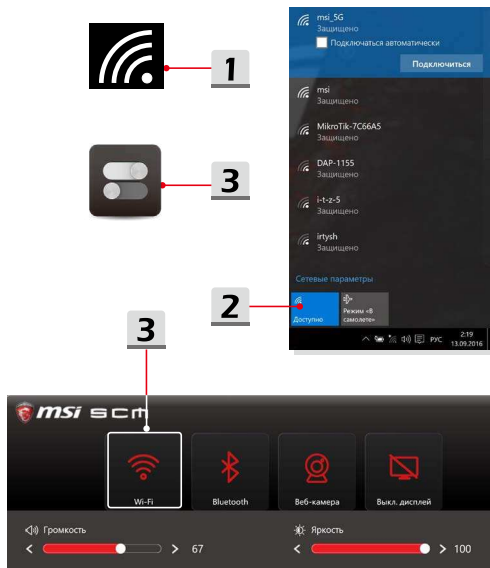 1
3
2
3
msi_5G
Защищено
Подключаться автоматически
Подключиться
msi
Защищено
MikroTik-7C66A5
Защищено
DAP-1155
Защищено
i-t-z-5
Защищено
irtysh
Защищено
Сетевые параметры
Доступно
Режим «В
самолете»
РУС
2:19
13.09.2016
msi SCM
Wi-Fi
Bluetooth
Веб-камера
Выкл. дисплей
Громкость
< > 67
Яркость
< > 100